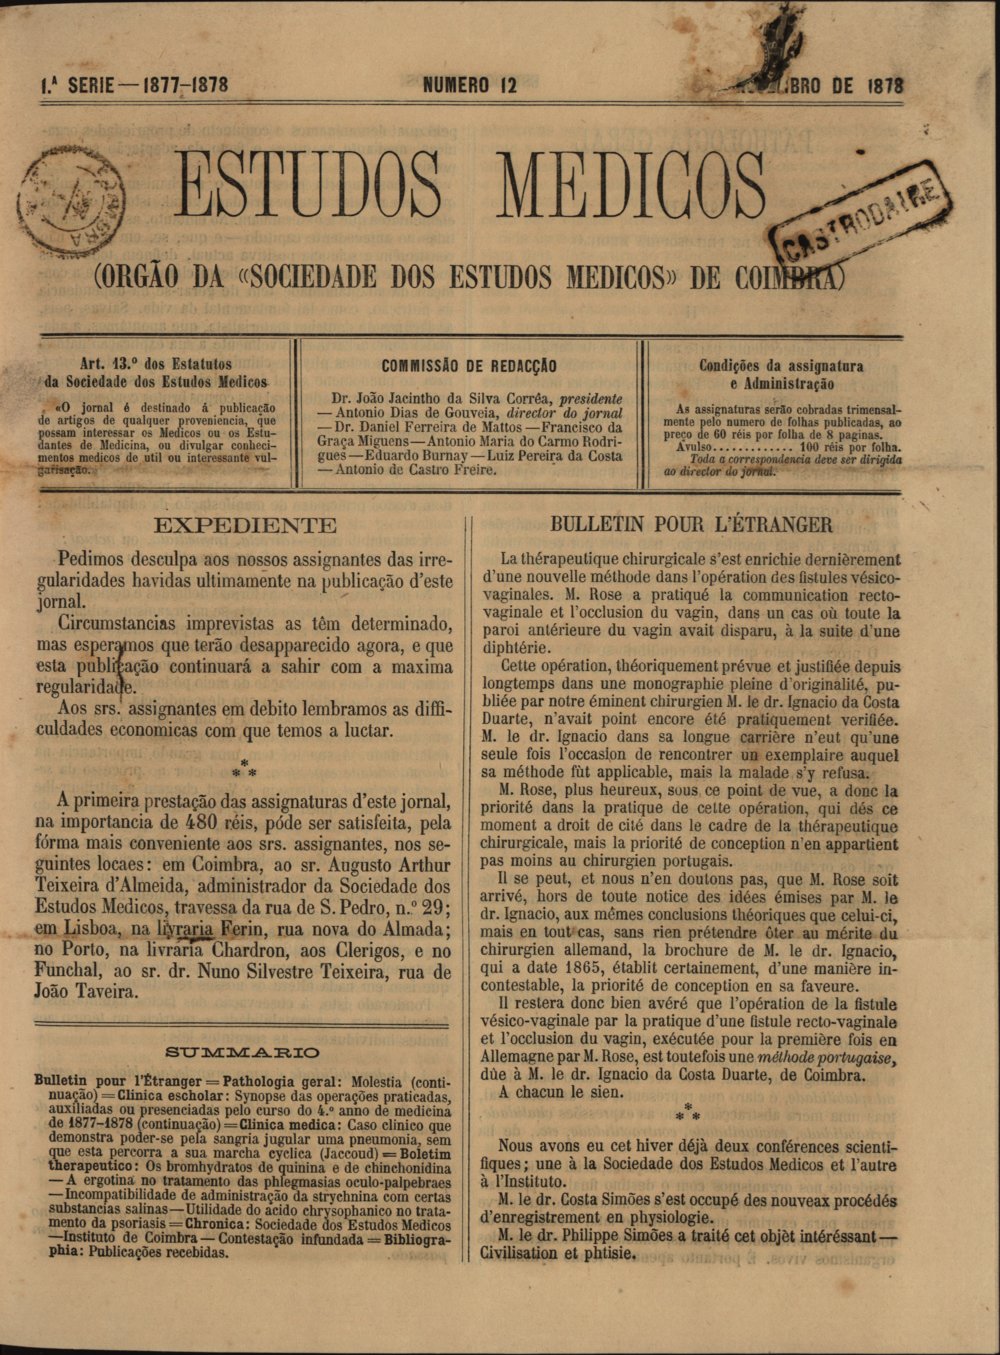 1.ª SERIE — 1877-1878
NUMERO 12
DE 1878
ESTUDOS MEDICOS
COIMBRA
CASTRODAIRE
(ORGÃO DA «SOCIEDADE DOS ESTUDOS MEDICOS» DE COIMBRA)
Art. 13.º dos Estatutos
da Sociedade dos Estudos Medicos
«O jornal é destinado á publicação
de artigos de qualquer proveniencia, que
possam interessar os Medicos ou os Estu-
dantes de Medicina, ou divulgar conheci-
mentos medicos de util ou interessante vul-
garisação.»
COMMISSÃO DE REDACÇÃO
Dr. João Jacintho da Silva Corrêa, presidente
— Antonio Dias de Gouveia, director do jornal
— Dr. Daniel Ferreira de Mattos — Francisco da
Graça Miguens — Antonio Maria do Carmo Rodri-
gues — Eduardo Burnay — Luiz Pereira da Costa
— Antonio de Castro Freire.
Condições da assignatura
e Administração
As assignaturas serão cobradas trimensal-
mente pelo numero de folhas publicadas, ao
preço de 60 réis por folha de 8 paginas.
Avulso............ 100 réis por folha.
Toda a correspondencia deve ser dirigida
ao director do jornal.
EXPEDIENTE
Pedimos desculpa aos nossos assignantes das irre-
gularidades havidas ultimamente na publicação d'este
jornal.
Circumstancias imprevistas as têm determinado,
mas esperamos que terão desapparecido agora, e que
esta publicação continuará a sahir com a maxima
regularidade.
Aos srs. assignantes em debito lembramos as diffi-
culdades economicas com que temos a luctar.
*
* *
A primeira prestação das assignaturas d'este jornal,
na importancia de 480 réis, póde ser satisfeita, pela
fórma mais conveniente aos srs. assignantes, nos se-
guintes locaes: em Coimbra, ao sr. Augusto Arthur
Teixeira d'Almeida, administrador da Sociedade dos
Estudos Medicos, travessa da rua de S. Pedro, n.º 29;
em Lisboa, na livraria Ferin, rua nova do Almada;
no Porto, na livraria Chardron, aos Clerigos, e no
Funchal, ao sr. dr. Nuno Silvestre Teixeira, rua de
João Taveira.
SUMMARIO
Bulletin pour l'Étranger = Pathologia geral: Molestia (conti-
nuação) = Clinica escholar: Synopse das operações praticadas,
auxiliadas ou presenciadas pelo curso do 4.º anno de medicina
de 1877-1878 (continuação) = Clinica medica: Caso clinico que
demonstra poder-se pela sangria jugular uma pneumonia, sem
que esta percorra a sua marcha cyclica (Jaccoud) = Boletim
therapeutico: Os bromhydratos de quinina e de chinchonidina
— A ergotina no tratamento das phlegmasias oculo-palpebraes
— Incompatibilidade de administração da strychnina com certas
substancias salinas — Utilidade do acido chrysophanico no trata-
mento da psoriasis = Chronica: Sociedade dos Estudos Medicos
— Instituto de Coimbra — Contestação infundada = Bibliogra-
phia: Publicações recebidas.
BULLETIN POUR L'ÉTRANGER
La thérapeutique chirurgicale s'est enrichie dernièrement
d'une nouvelle méthode dans l'opération des fistules vésico-
vaginales. M. Rose a pratiqué la communication recto-
vaginale et l'occlusion du vagin, dans un cas où toute la
paroi antérieure du vagin avait disparu, à la suite d'une
diphtérie.
Cette opération, théoriquement prévue et justifiée depuis
longtemps dans une monographie pleine d'originalité, pu-
bliée par notre éminent chirurgien M. le dr. Ignacio da Costa
Duarte, n'avait point encore été pratiquement verifiée.
M. le dr. Ignacio dans sa longue carrière n'eut qu'une
seule fois l'occasion de rencontrer un exemplaire auquel
sa méthode fùt applicable, mais la malade s'y refusa.
M. Rose, plus heureux, sous ce point de vue, a donc la
priorité dans la pratique de cette opération, qui dés ce
moment a droit de cité dans le cadre de la thérapeutique
chirurgicale, mais la priorité de conception n'en appartient
pas moins au chirurgien portugais.
Il se peut, et nous n'en doutons pas, que M. Rose soit
arrivé, hors de toute notice des idées émises par M. le
dr. Ignacio, aux mêmes conclusions théoriques que celui-ci,
mais en tout cas, sans rien prétendre ôter au mérite du
chirurgien allemand, la brochure de M. le dr. Ignacio,
qui a date 1865, établit certainement, d'une manière in-
contestable, la priorité de conception en sa faveure.
Il restera donc bien avéré que l'opération de la fistule
vésico-vaginale par la pratique d'une fistule recto-vaginale
et l'occlusion du vagin, exécutée pour la première fois en
Allemagne par M. Rose, est toutefois une méthode portugaise,
dûe à M. le dr. Ignacio da Costa Duarte, de Coimbra.
A chacun le sien.
*
* *
Nous avons eu cet hiver déjà deux conférences scienti-
fiques; une à la Sociedade dos Estudos Medicos et l'autre
à l'Instituto.
M. le dr. Costa Simões s'est occupé des nouveax procédés
d'enregistrement en physiologie.
M. le dr. Philippe Simões a traité cet objèt intéréssant —
Civilisation et phtisie.